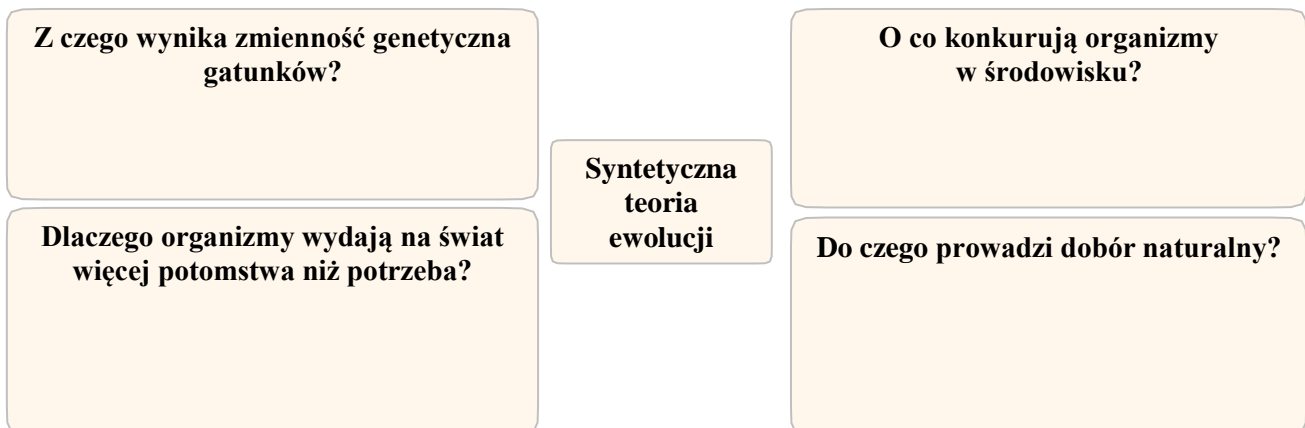 Z czego wynika zmienność genetyczna
gatunków?
Dlaczego organizmy wydają na świat
więcej potomstwa niż potrzeba?
Syntetyczna
teoria
ewolucji
O co konkurują organizmy
w środowisku?
Do czego prowadzi dobór naturalny?